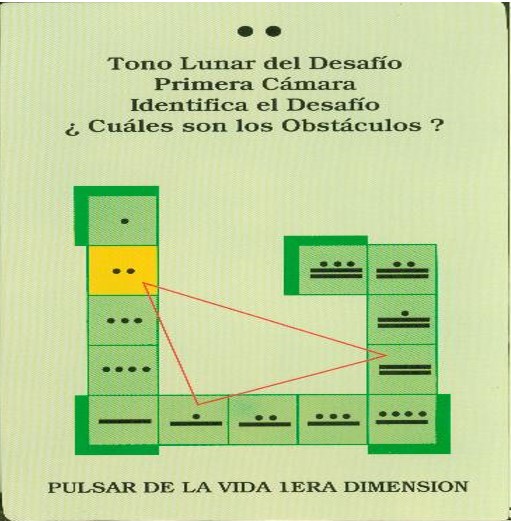 Tono Lunar del Desafío
Primera Cámara
Identifica el Desafío
¿ Cuáles son los Obstáculos ?
PULSAR DE LA VIDA 1ERA DIMENSION